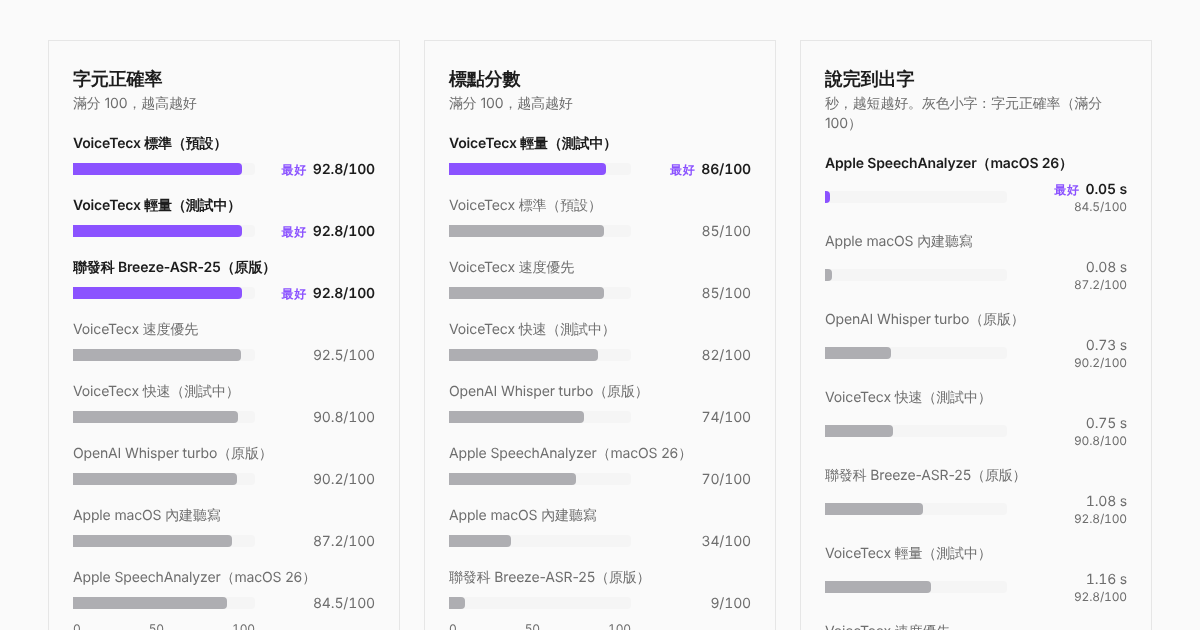 字元正確率
滿分 100，越高越好
VoiceTecx 標準（預設）
最好 92.8/100
VoiceTecx 輕量（測試中）
最好 92.8/100
聯發科 Breeze-ASR-25（原版）
最好 92.8/100
VoiceTecx 速度優先
92.5/100
VoiceTecx 快速（測試中）
90.8/100
OpenAI Whisper turbo（原版）
90.2/100
Apple macOS 內建聽寫
87.2/100
Apple SpeechAnalyzer（macOS 26）
84.5/100
0 50 100
標點分數
滿分 100，越高越好
VoiceTecx 輕量（測試中）
最好 86/100
VoiceTecx 標準（預設）
85/100
VoiceTecx 速度優先
85/100
VoiceTecx 快速（測試中）
82/100
OpenAI Whisper turbo（原版）
74/100
Apple SpeechAnalyzer（macOS 26）
70/100
Apple macOS 內建聽寫
34/100
聯發科 Breeze-ASR-25（原版）
9/100
0 50 100
說完到出字
秒，越短越好。灰色小字：字元正確率（滿分
100）
Apple SpeechAnalyzer（macOS 26）
最好 0.05 s
84.5/100
Apple macOS 內建聽寫
0.08 s
87.2/100
OpenAI Whisper turbo（原版）
0.73 s
90.2/100
VoiceTecx 快速（測試中）
0.75 s
90.8/100
聯發科 Breeze-ASR-25（原版）
1.08 s
92.8/100
VoiceTecx 輕量（測試中）
1.16 s
92.8/100
VoiceTecx 速度優先